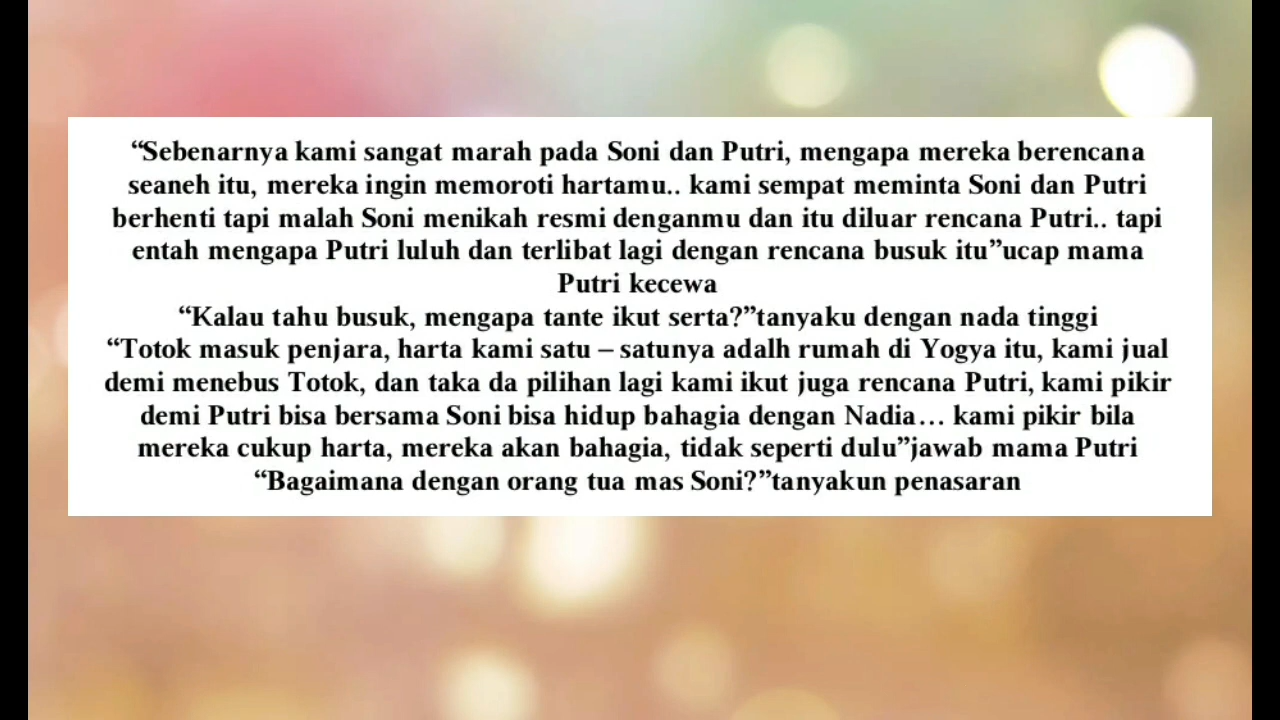 “Sebenarnya kami sangat marah pada Soni dan Putri, mengapa mereka berencana
seaneh itu, mereka ingin memoroti hartamu.. kami sempat meminta Soni dan Putri
berhenti tapi malah Soni menikah resmi denganmu dan itu diluar rencana Putri.. tapi
entah mengapa Putri luluh dan terlibat lagi dengan rencana busuk itu”ucap mama
Putri kecewa
“Kalau tahu busuk, mengapa tante ikut serta?”tanyaku dengan nada tinggi
“Totok masuk penjara, harta kami satu – satunya adalh rumah di Yogya itu, kami jual
demi menebus Totok, dan taka da pilihan lagi kami ikut juga rencana Putri, kami pikir
demi Putri bisa bersama Soni bisa hidup bahagia dengan Nadia… kami pikir bila
mereka cukup harta, mereka akan bahagia, tidak seperti dulu”jawab mama Putri
“Bagaimana dengan orang tua mas Soni?”tanyakun penasaran